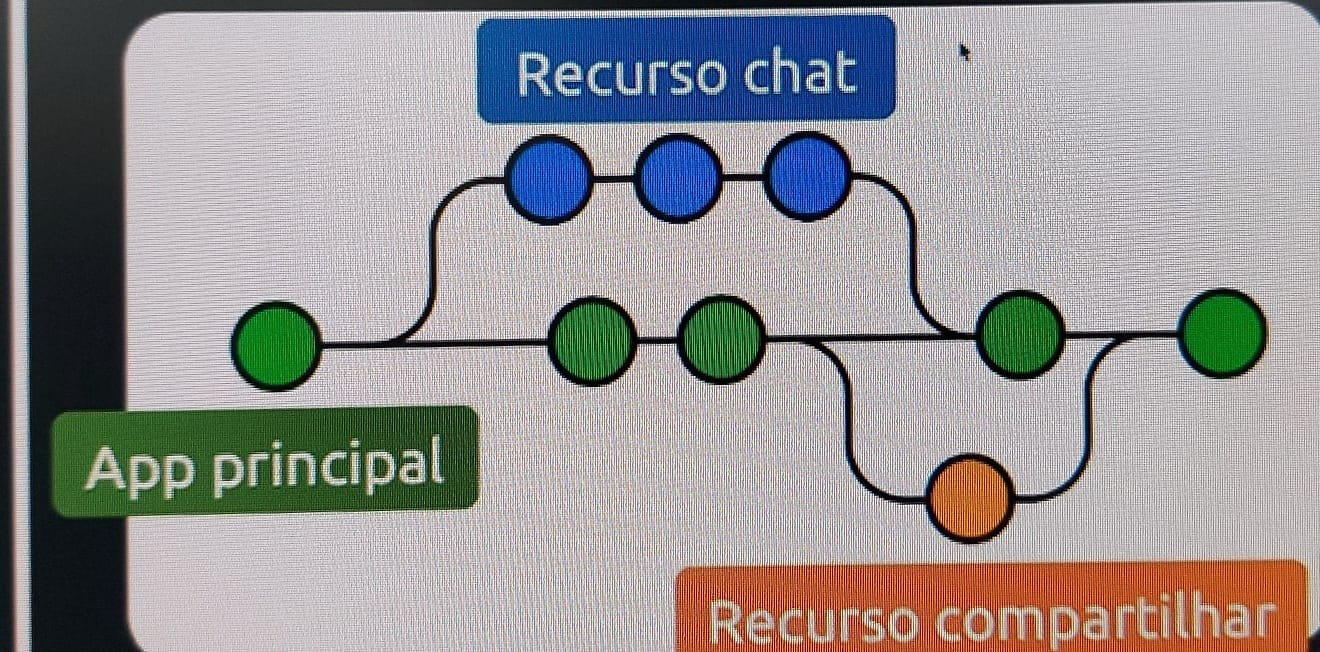 Recurso chat
App principal
Recurso compartilhar